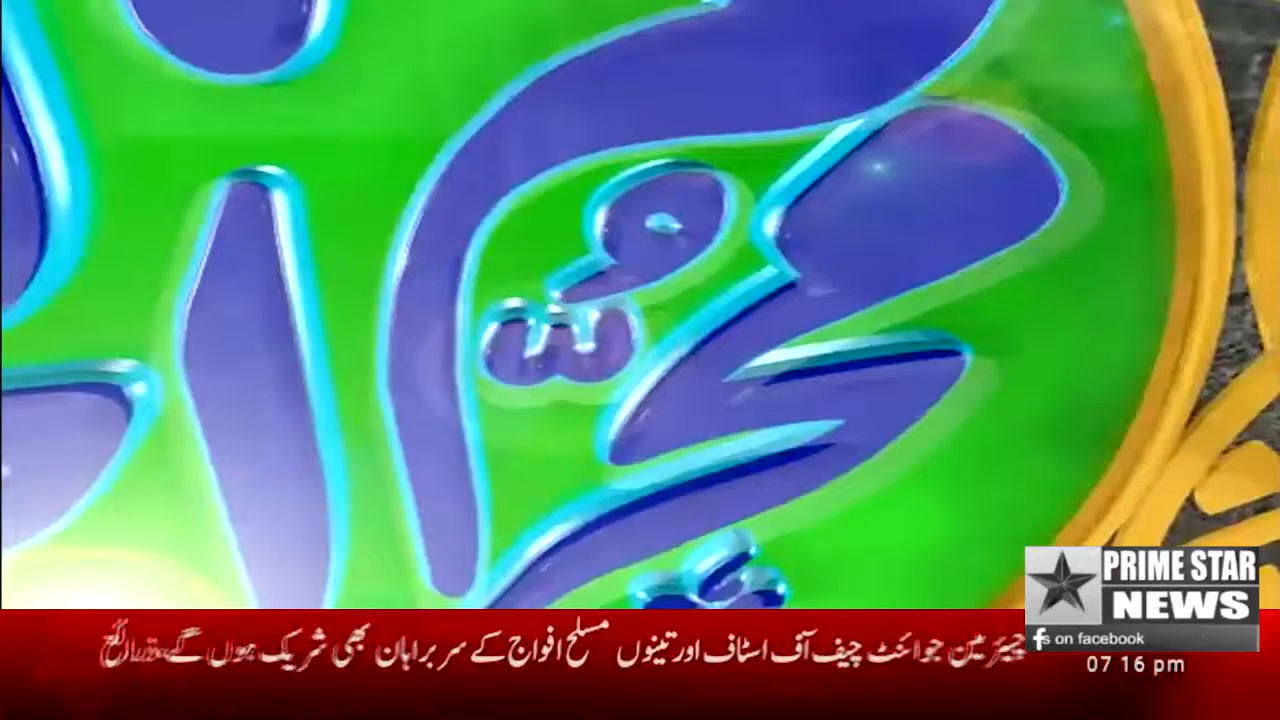 PRIME STAR
NEWS
s on facebook
چیئرمین جوائنٹ چیف آف اسٹاف اور تینوں مسلح افواج کے سربراہان بھی شریک ہوں گے۔ذرائع
07 16 pm